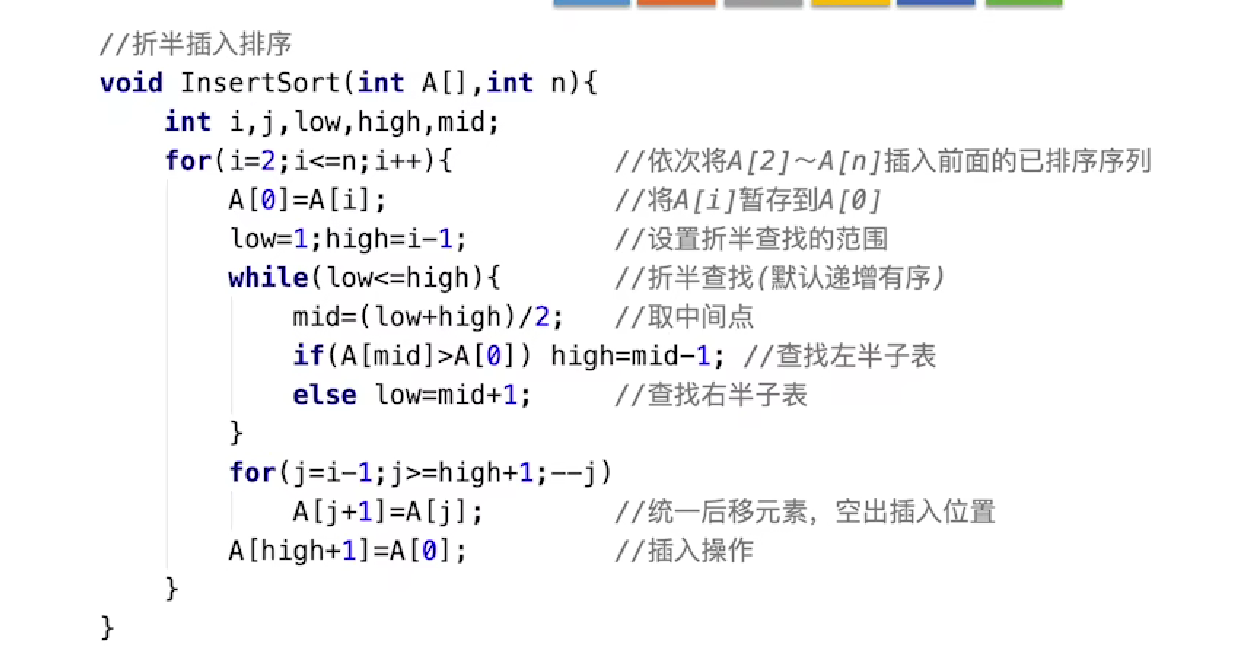 //折半插入排序
void InsertSort(int A[],int n){
int i,j,low,high,mid;
for(i=2;i<=n;i++){ //依次将A[2]～A[n]插入前面的已排序序列
A[0]=A[i]; //将A[i]暂存到A[0]
low=1;high=i-1; //设置折半查找的范围
while(low<=high){ //折半查找(默认递增有序)
mid=(low+high)/2; //取中间点
if(A[mid]>A[0]) high=mid-1; //查找左半子表
else low=mid+1; //查找右半子表
}
for(j=i-1;j>=high+1;--j)
A[j+1]=A[j]; //统一后移元素，空出插入位置
A[high+1]=A[0]; //插入操作
}
}